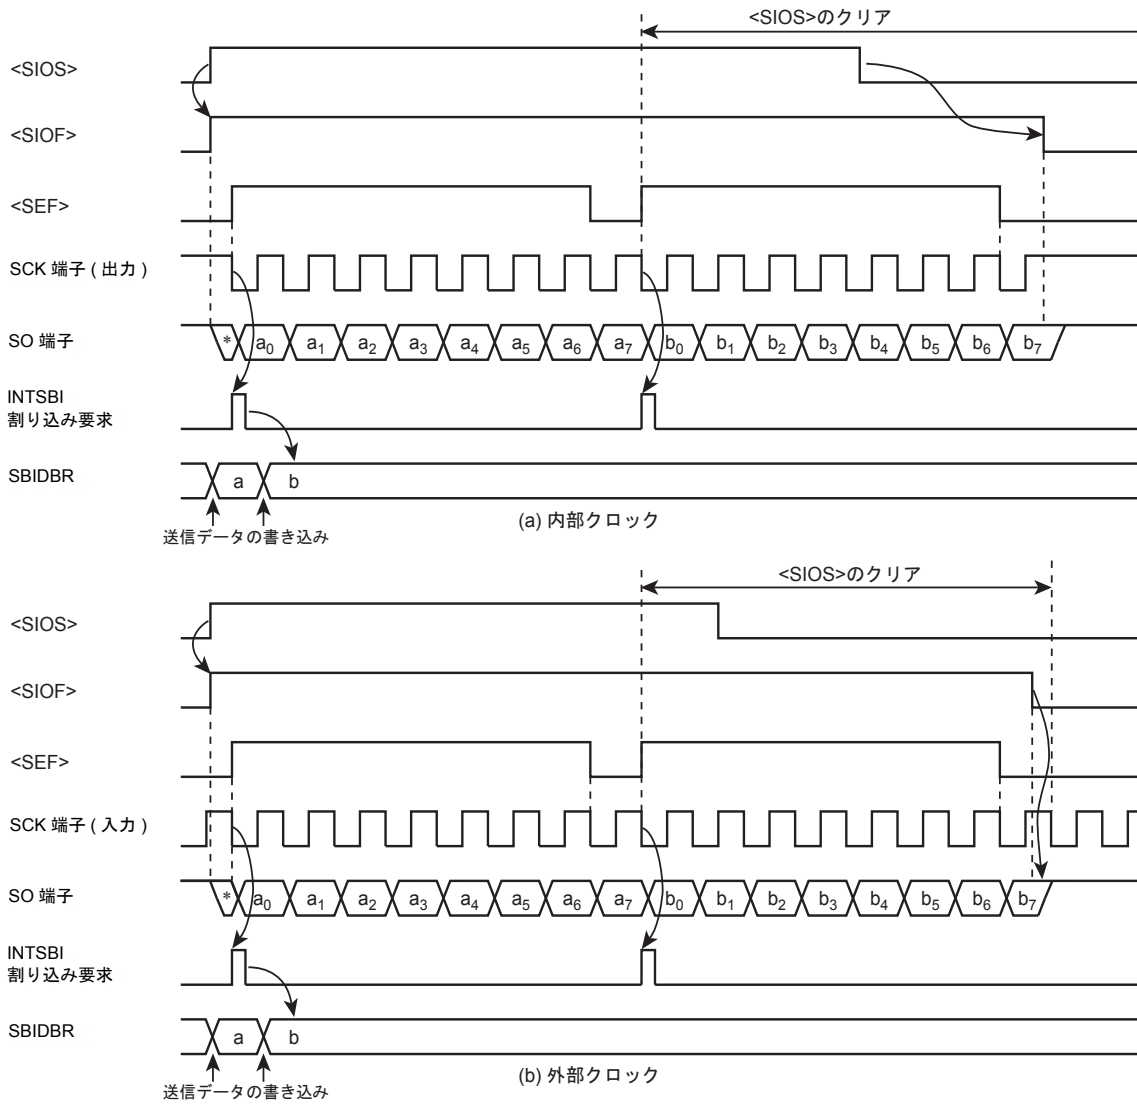 <SIOS>のクリア
<SIOS>
<SIOF>
<SEF>
SCK 端子 ( 出力 )
SO 端子
* a0 a1 a2 a3 a4 a5 a6 a7 b0 b1 b2 b3 b4 b5 b6 b7
INTSBI
割り込み要求
SBIDBR
a b
送信データの書き込み
(a) 内部クロック
<SIOS>のクリア
<SIOS>
<SIOF>
<SEF>
SCK 端子 ( 入力 )
SO 端子
* a0 a1 a2 a3 a4 a5 a6 a7 b0 b1 b2 b3 b4 b5 b6 b7
INTSBI
割り込み要求
SBIDBR
a b
送信データの書き込み
(b) 外部クロック